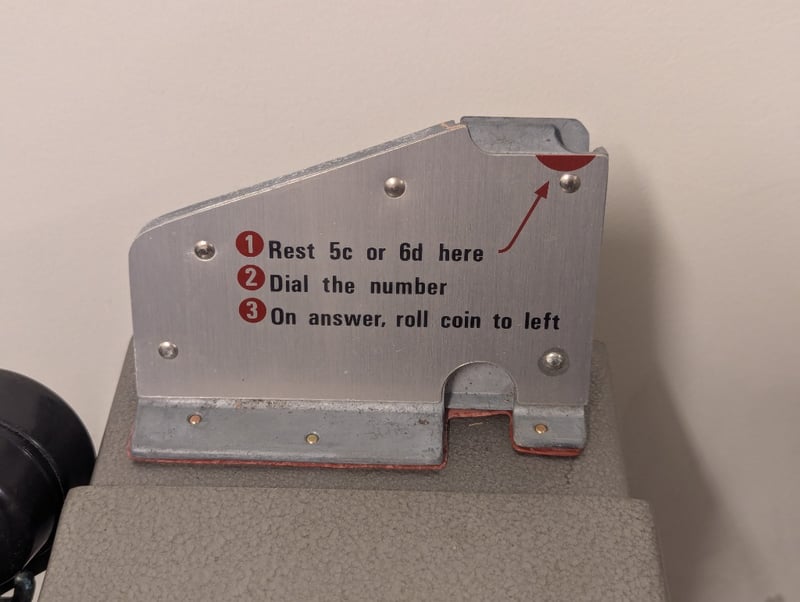 1 Rest 5c or 6d here
2 Dial the number
3 On answer, roll coin to left